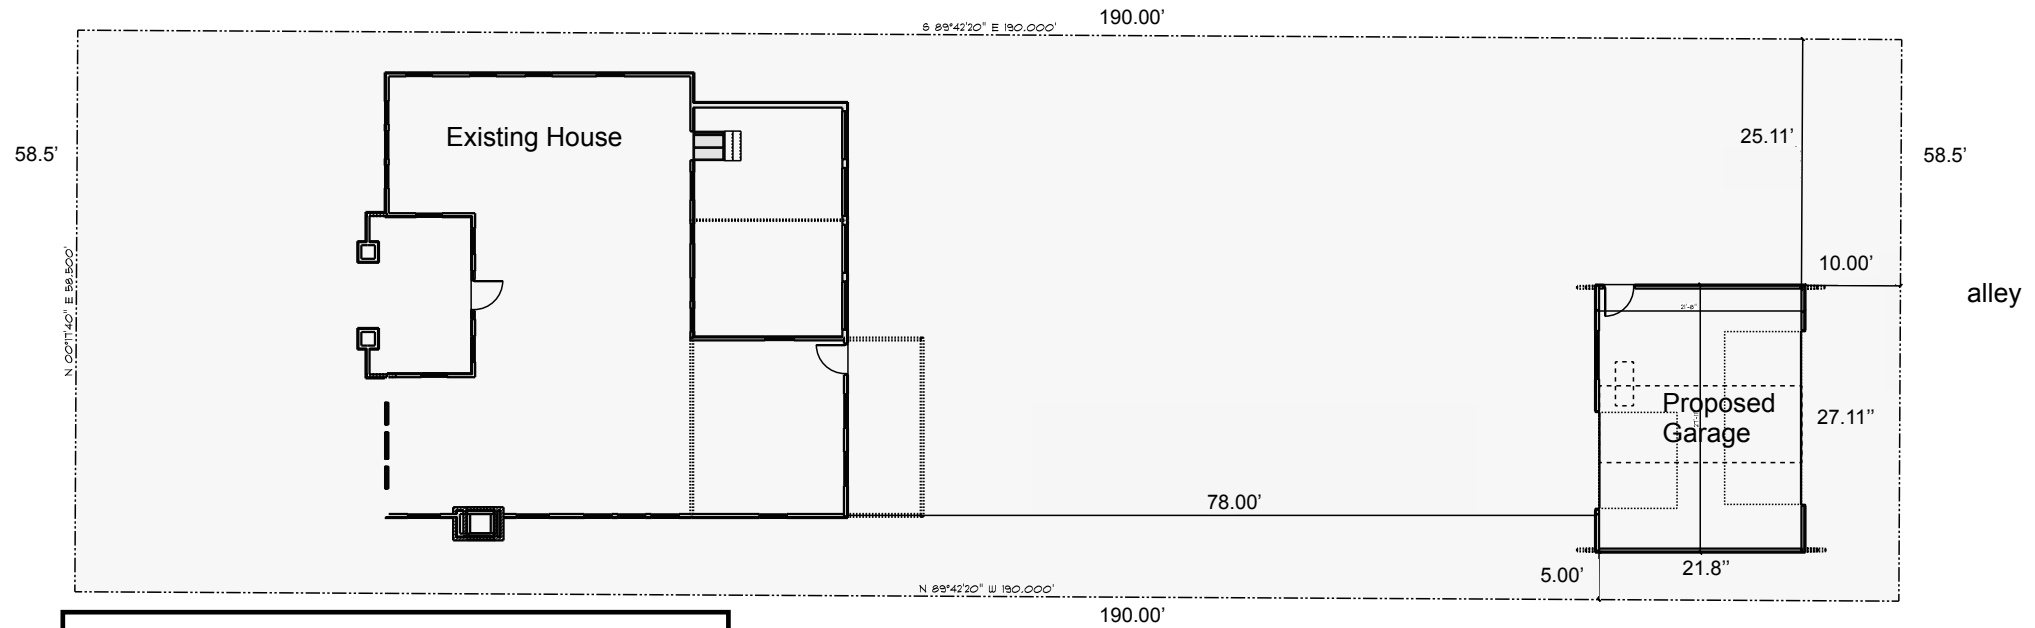 190.00’
S 89°42'20" E 190.000'
Existing House
25.11’
58.5’
58.5’
10.00’
alley
N 00°17'40" E 58.500'
21'-8"
Proposed
Garage
27.11’’
78.00’
5.00’
21.8’’
N 89°42'20" W 190.000'
190.00’